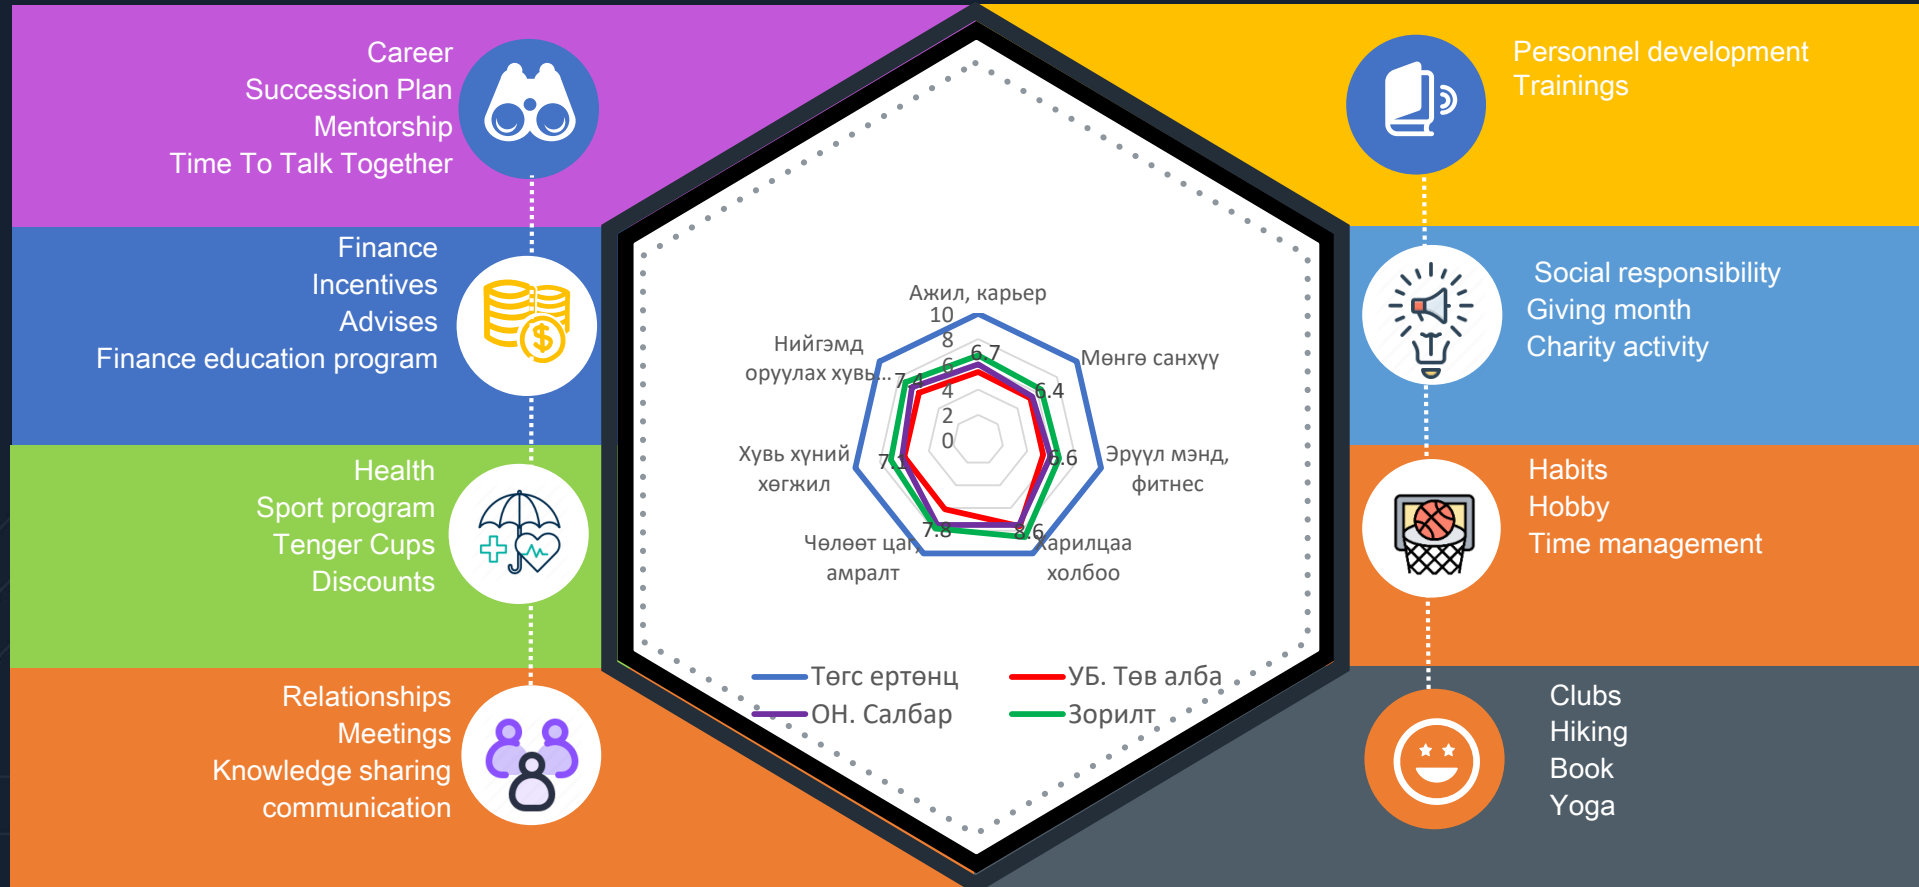 Career
Succession Plan
Mentorship
Time To Talk Together
Finance
Incentives
Advises
Finance education program
Health
Sport program
Tenger Cups
Discounts
Relationships
Meetings
Knowledge sharing
communication
Ажил, карьер
10
8
6
4
2
0
6.7
Мөнгө санхүү
6.4
Эрүүл мэнд,
фитнес
6.6
Харилцаа
холбоо
8.6
Чөлөөт цаг,
амралт
7.8
Хувь хүний
хөгжил
7.1
Нийгэмд
оруулах хувь...
7.4
Төгс ертөнц
УБ. Төв алба
ОН. Салбар
Зорилт
Personnel development
Trainings
Social responsibility
Giving month
Charity activity
Habits
Hobby
Time management
Clubs
Hiking
Book
Yoga